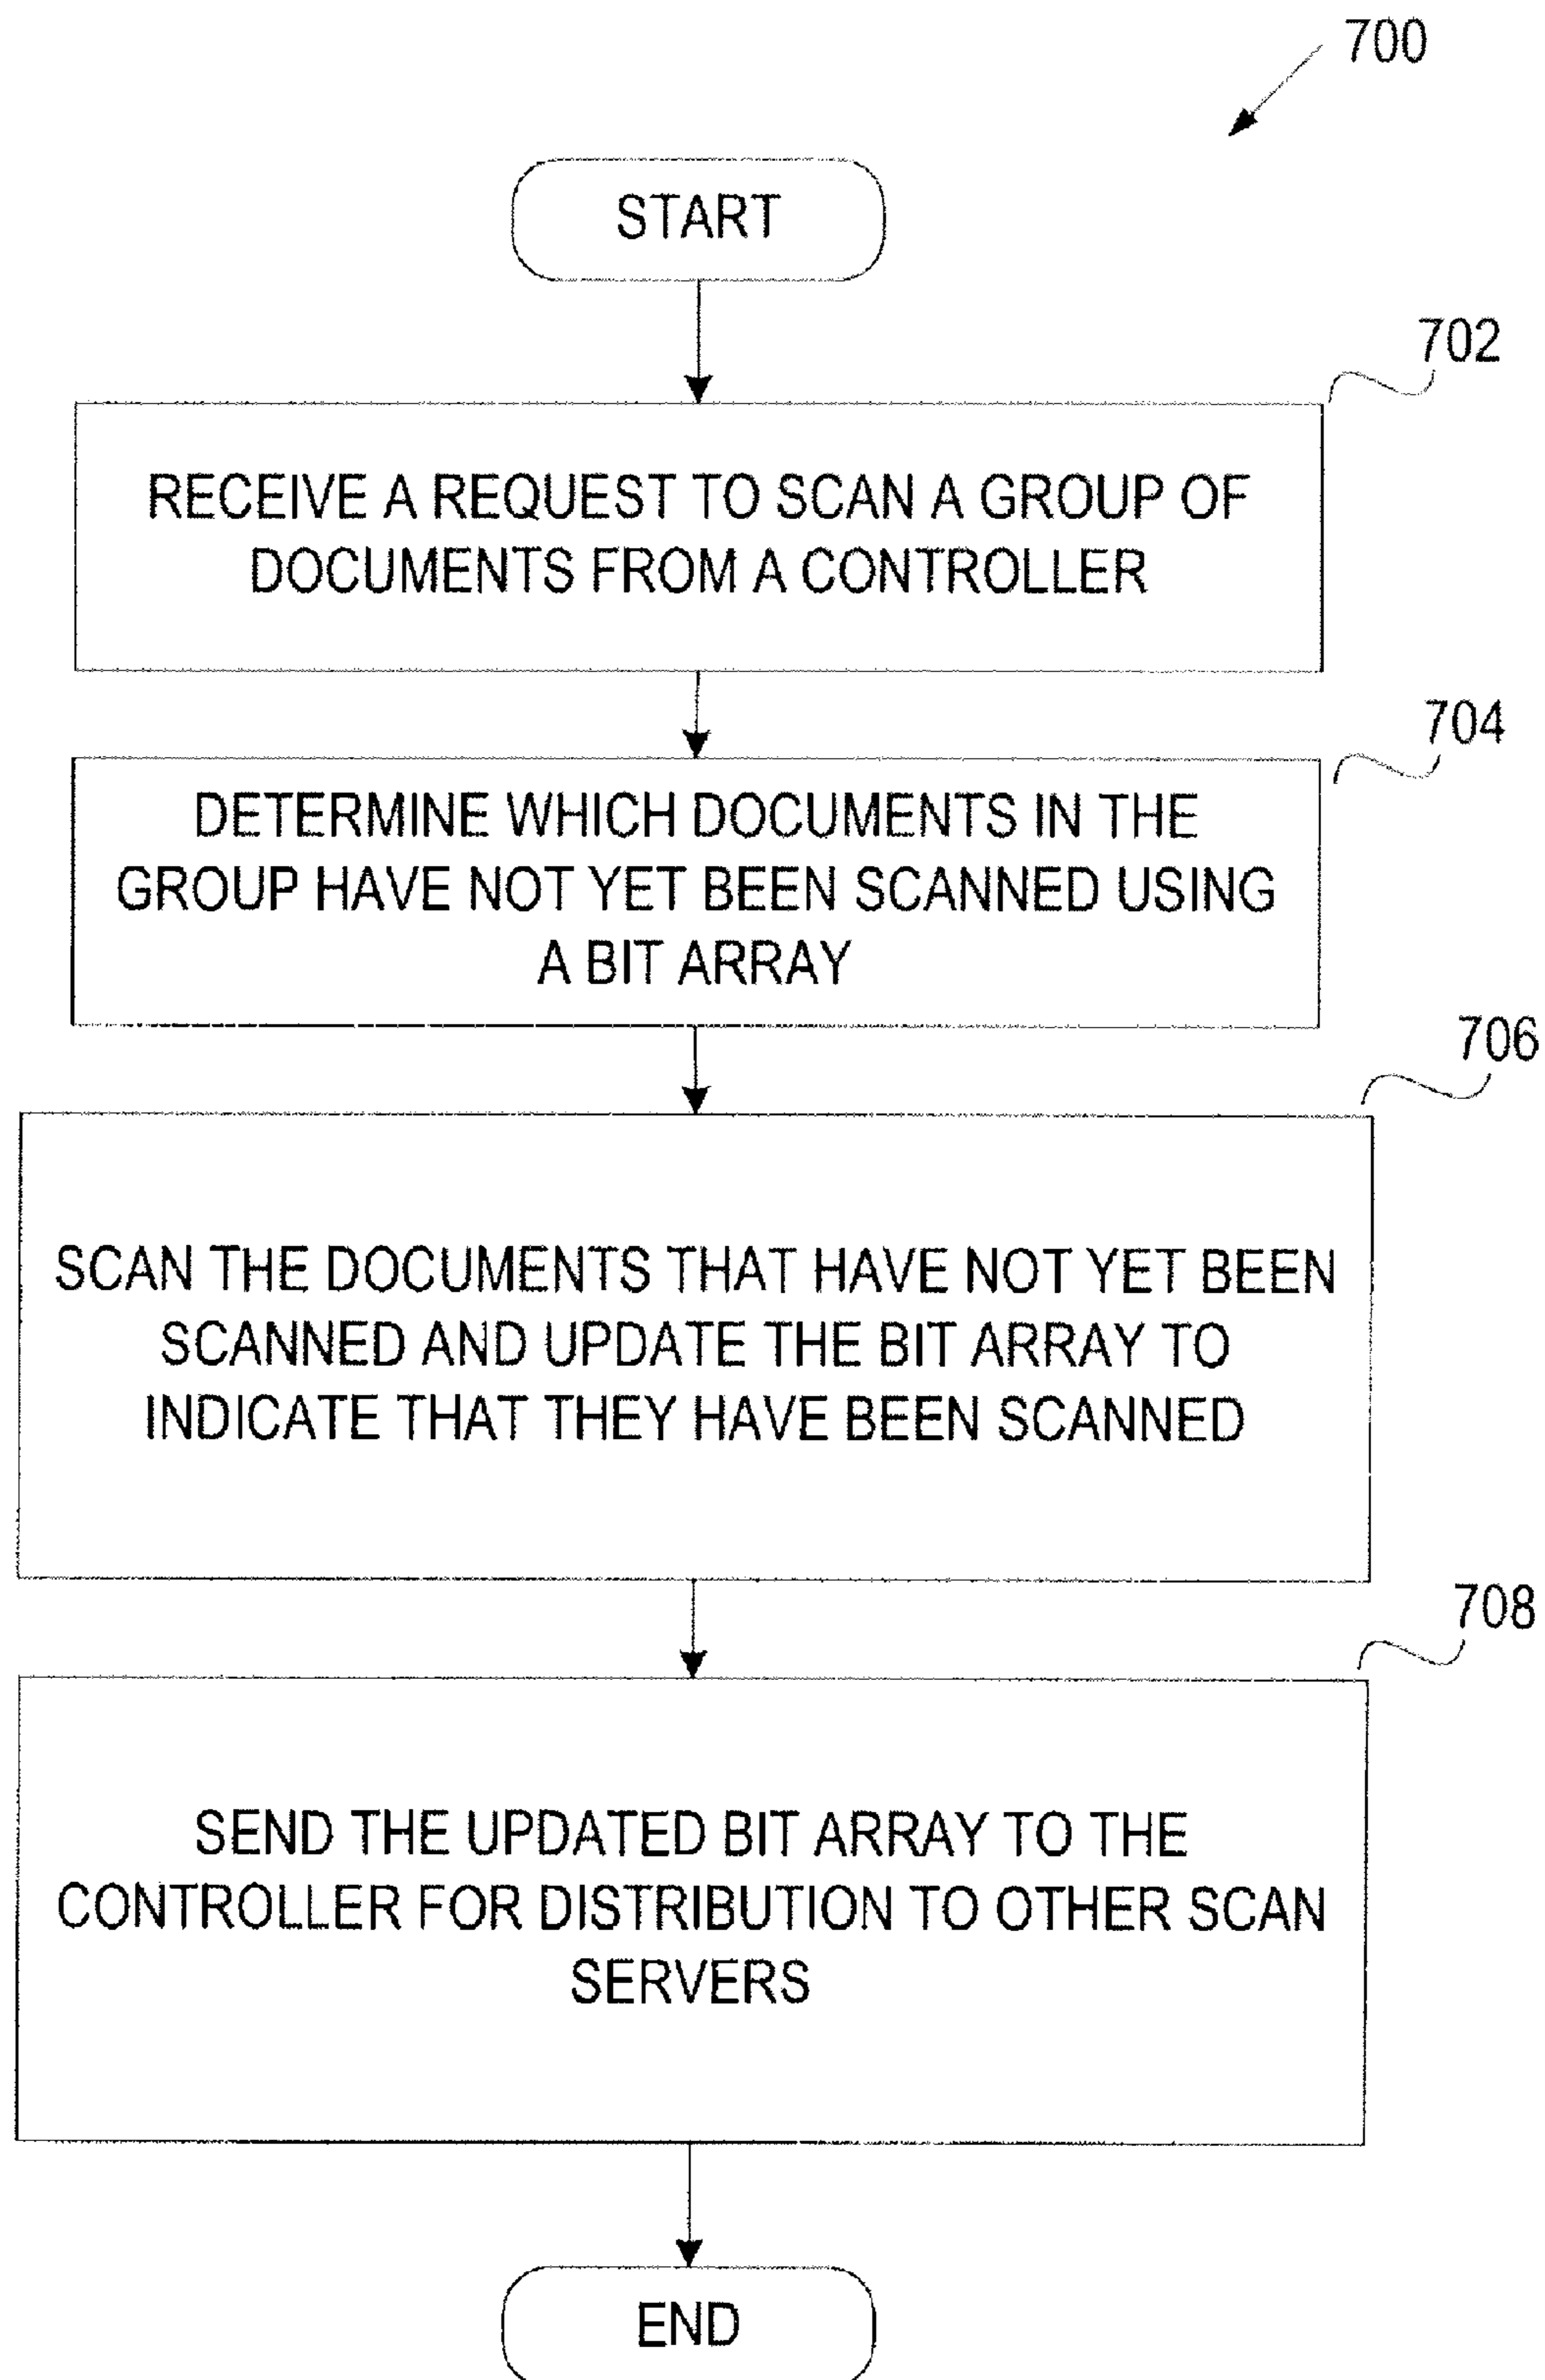 700
START
702
RECEIVE A REQUEST TO SCAN A GROUP OF
DOCUMENTS FROM A CONTROLLER
704
DETERMINE WHICH DOCUMENTS IN THE
GROUP HAVE NOT YET BEEN SCANNED USING
A BIT ARRAY
706
SCAN THE DOCUMENTS THAT HAVE NOT YET BEEN
SCANNED AND UPDATE THE BIT ARRAY TO
INDICATE THAT THEY HAVE BEEN SCANNED
708
SEND THE UPDATED BIT ARRAY TO THE
CONTROLLER FOR DISTRIBUTION TO OTHER SCAN
SERVERS
END